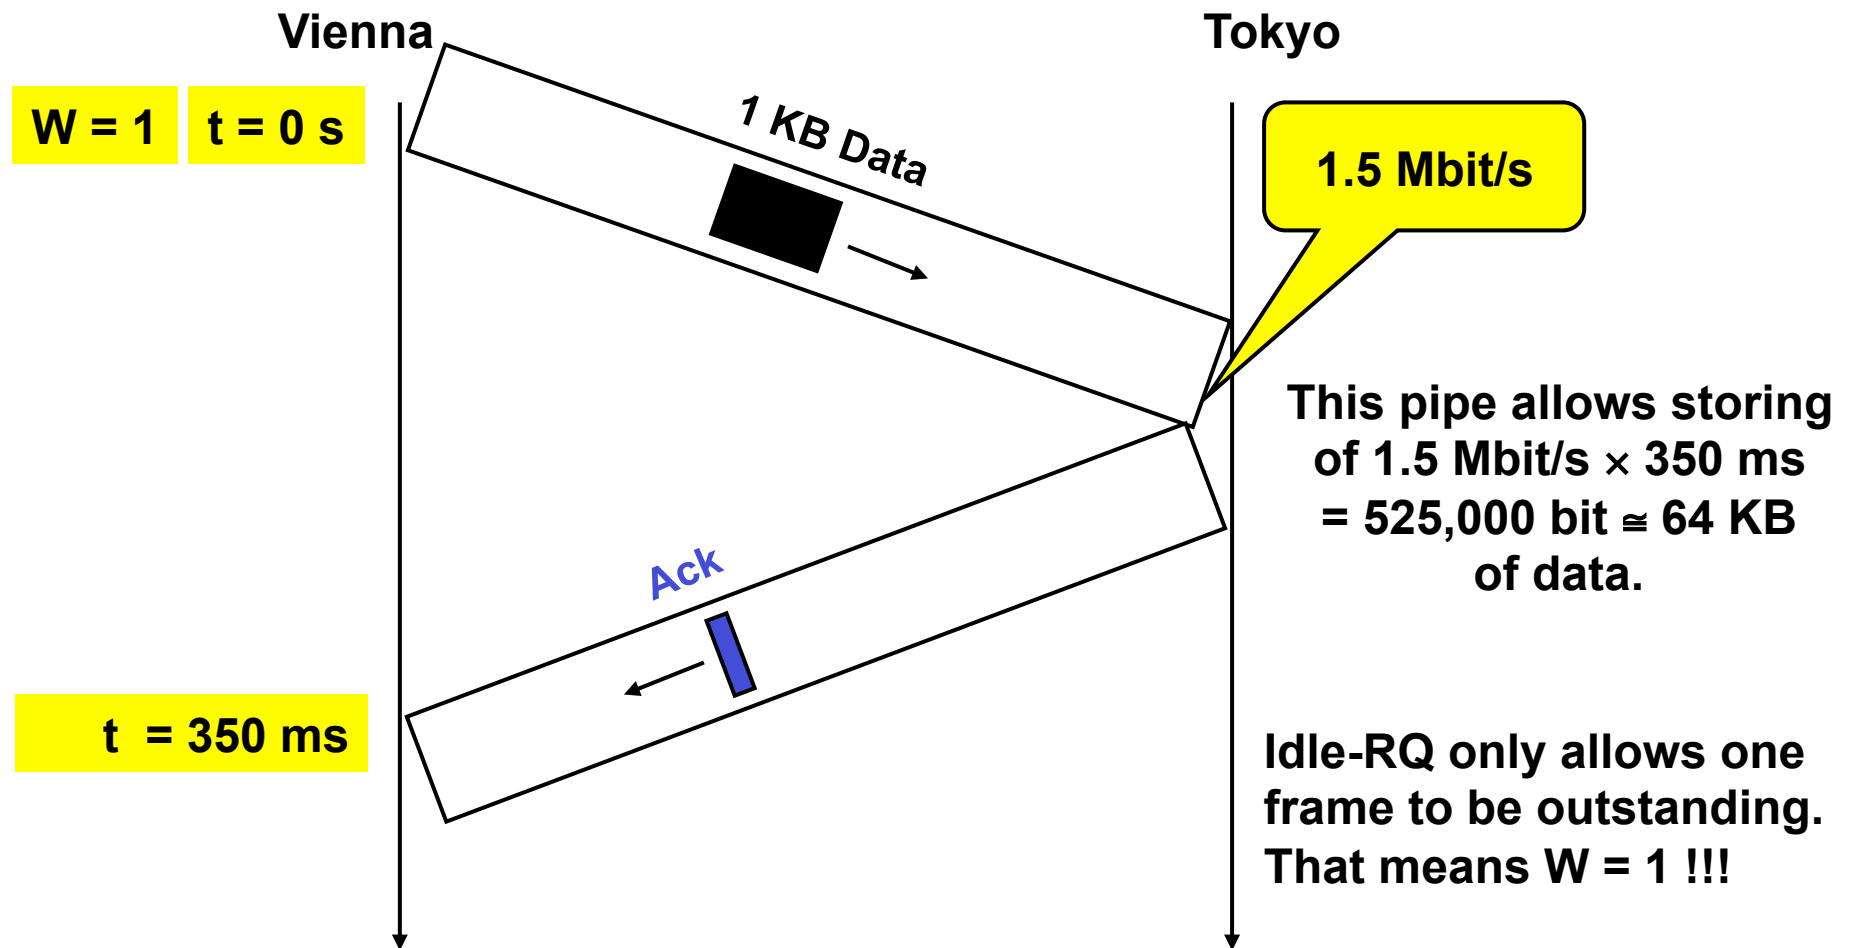 Vienna
Tokyo
W = 1
t = 0 s
1 KB Data
1.5 Mbit/s
This pipe allows storing
of 1.5 Mbit/s × 350 ms
= 525,000 bit ≅ 64 KB
of data.
Ack
t = 350 ms
Idle-RQ only allows one
frame to be outstanding.
That means W = 1 !!!